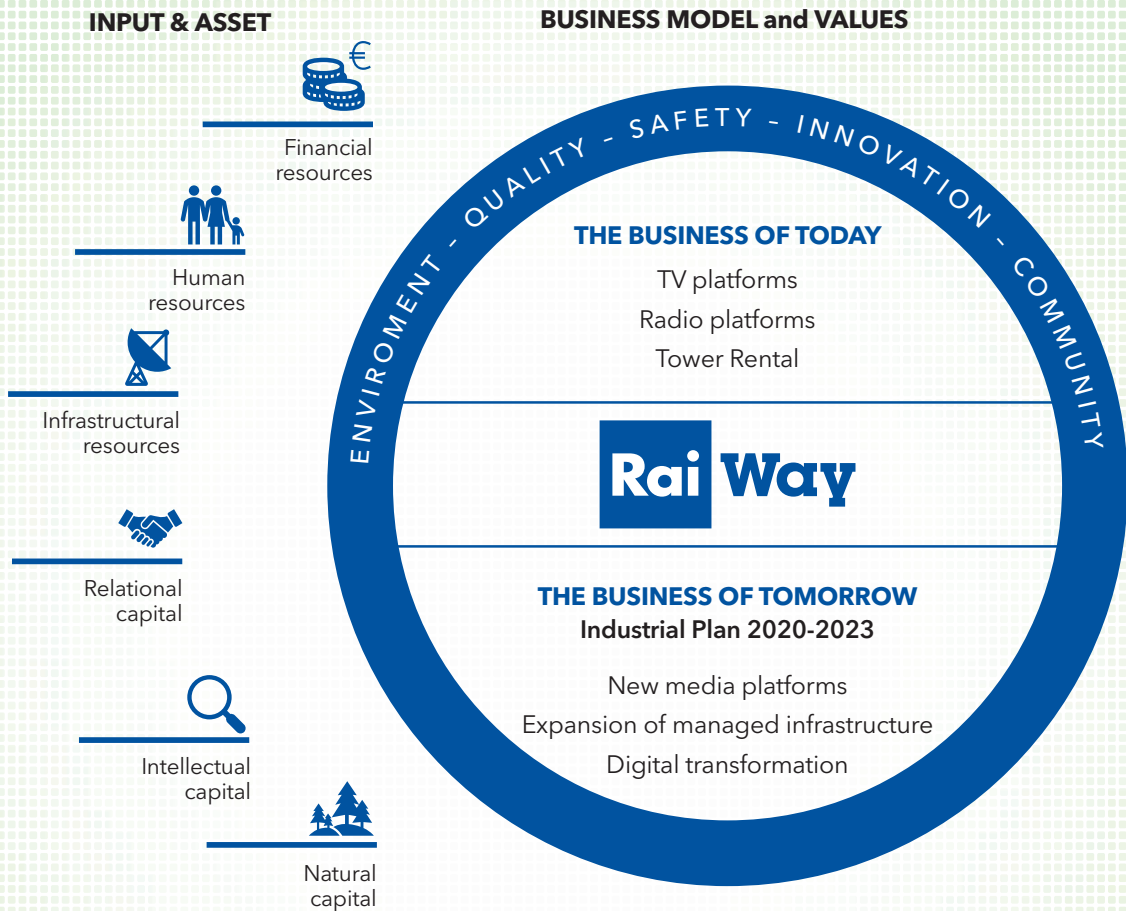 INPUT & ASSET
€
Financial
resources
Human
resources
Infrastructural
resources
Relational
capital
Intellectual
capital
Natural
capital
BUSINESS MODEL and VALUES
ENVIROMENT - QUALITY - SAFETY - INNOVATION - COMMUNITY
THE BUSINESS OF TODAY
TV platforms
Radio platforms
Tower Rental
Rai Way
THE BUSINESS OF TOMORROW
Industrial Plan 2020-2023
New media platforms
Expansion of managed infrastructure
Digital transformation